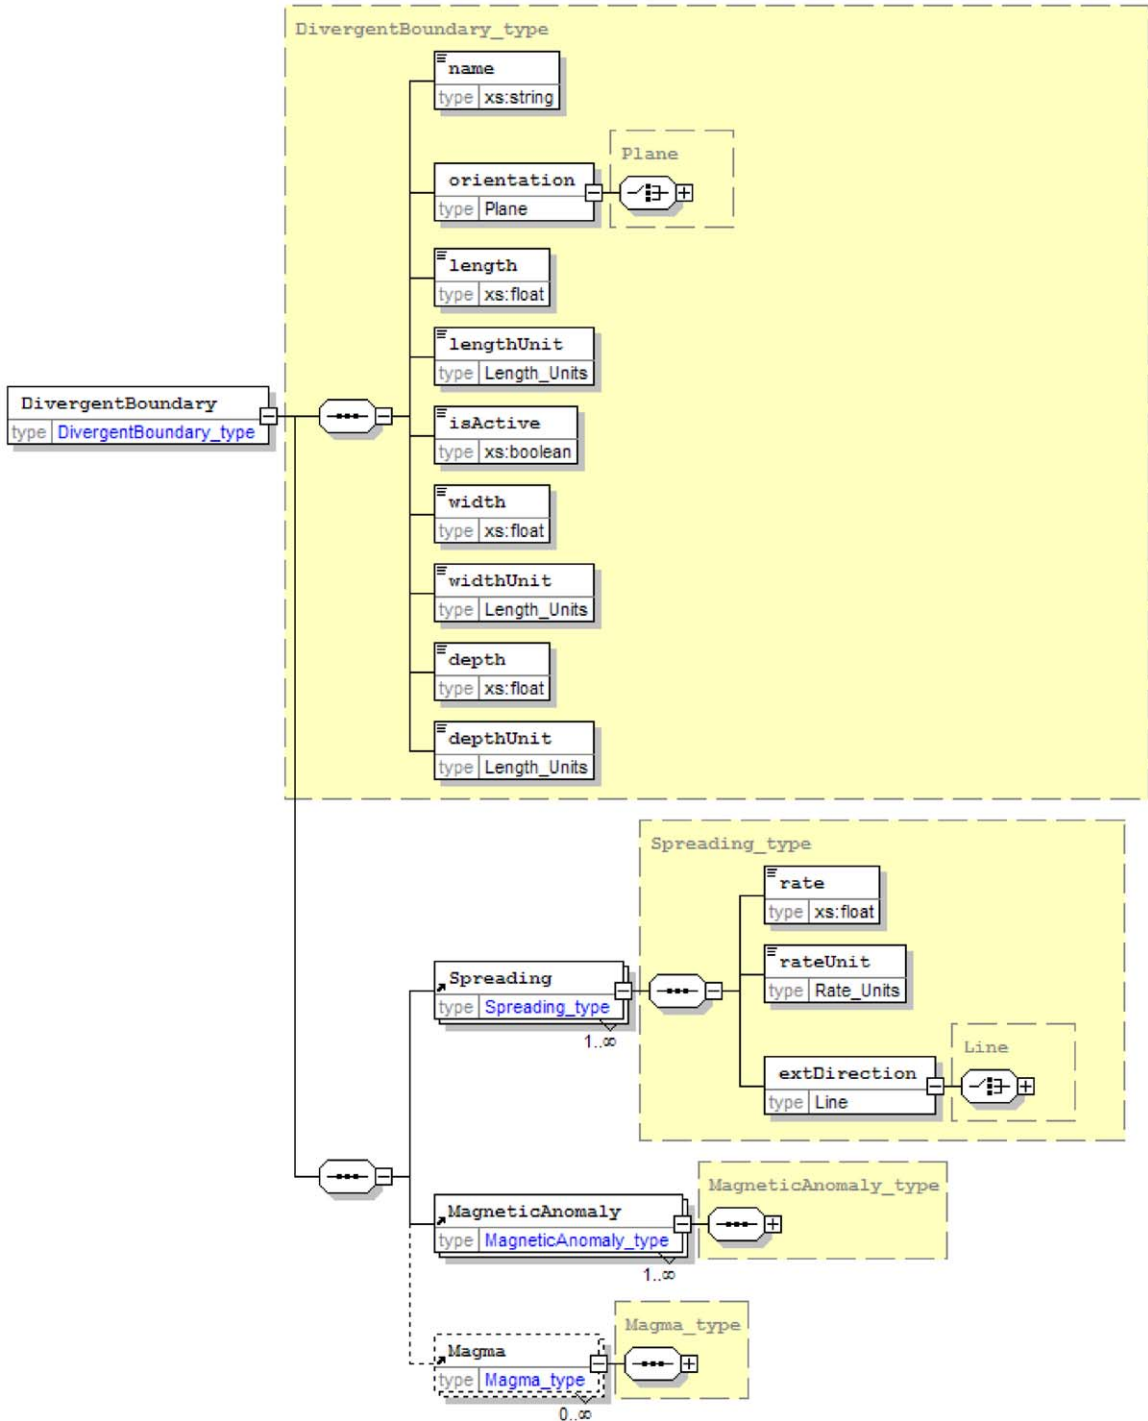 DivergentBoundary_type
name
type xs:string
Plane
orientation
type Plane
length
type xs:float
lengthUnit
type Length_Units
DivergentBoundary
type DivergentBoundary_type
isActive
type xs:boolean
width
type xs:float
widthUnit
type Length_Units
depth
type xs:float
depthUnit
type Length_Units
Spreading_type
rate
type xs:float
rateUnit
type Rate_Units
Spreading
type Spreading_type
1..∞
Line
extDirection
type Line
MagneticAnomaly_type
MagneticAnomaly
type MagneticAnomaly_type
1..∞
Magma_type
Magma
type Magma_type
0..∞